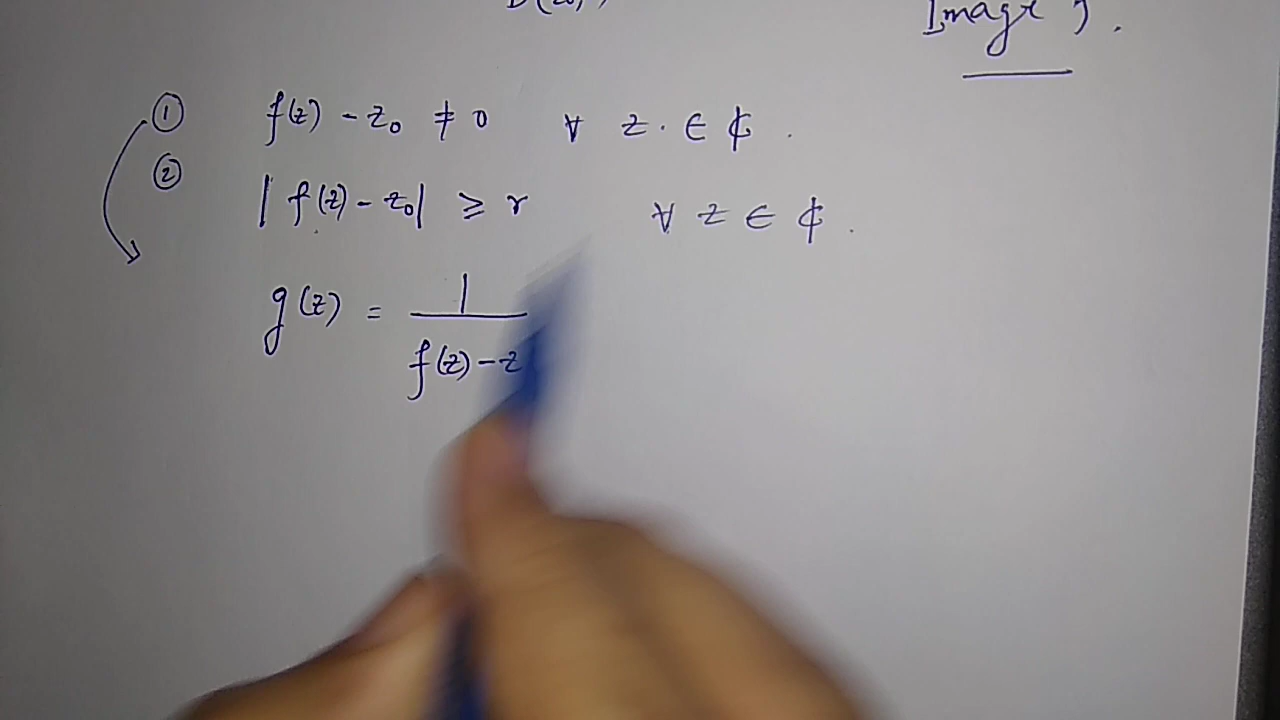 Image f.
① f(z) - z₀ ≠ 0 ∀ z. ∈ ℂ.
②
|f(z) - z₀| ⩾ r ∀ z ∈ ℂ.
g(z) = 1 / f(z) - z